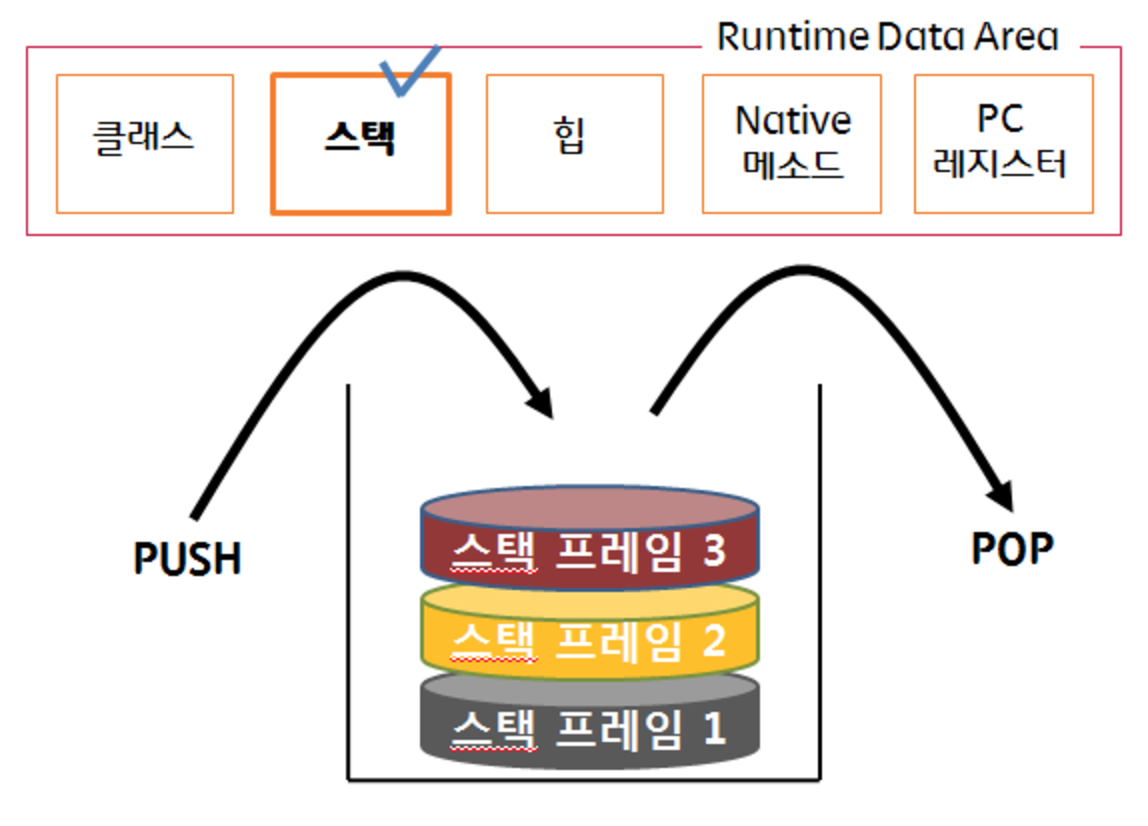 Runtime Data Area
클래스
스택
힙
Native
메소드
PC
레지스터
PUSH
POP
스택 프레임 3
스택 프레임 2
스택 프레임 1